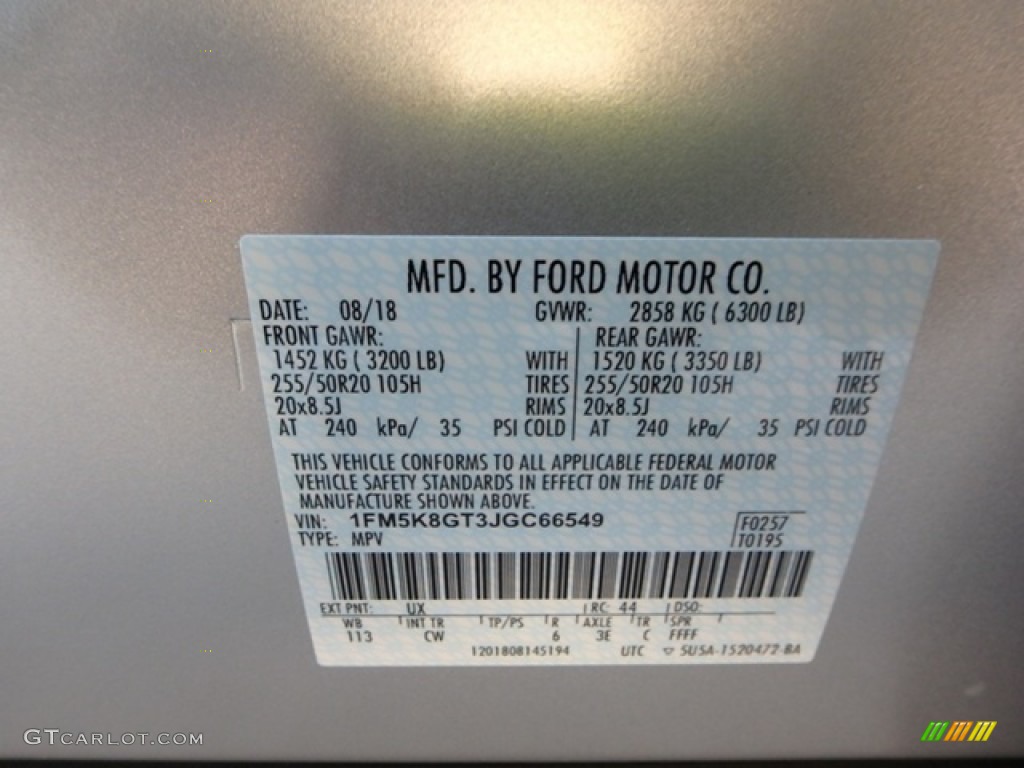 MFD. BY FORD MOTOR CO.
DATE: 08/18 GVWR: 2858 KG ( 6300 LB)
FRONT GAWR: REAR GAWR:
1452 KG ( 3200 LB) WITH 1520 KG ( 3350 LB) WITH
255/50R20 105H TIRES 255/50R20 105H TIRES
20x8.5J RIMS 20x8.5J RIMS
AT 240 kPa/ 35 PSI COLD AT 240 kPa/ 35 PSI COLD
THIS VEHICLE CONFORMS TO ALL APPLICABLE FEDERAL MOTOR
VEHICLE SAFETY STANDARDS IN EFFECT ON THE DATE OF
MANUFACTURE SHOWN ABOVE.
VIN: 1FM5K8GT3JGC66549 F0257
TYPE: MPV T0195
EXT PNT: UX RC: 44 DSO:
WB INT TR TP/PS R AXLE TR SPR
113 CW 6 3E C FFFF
1201808145194 UTC ▽ 5USA-1520472-BA
GTCARLOT.COM